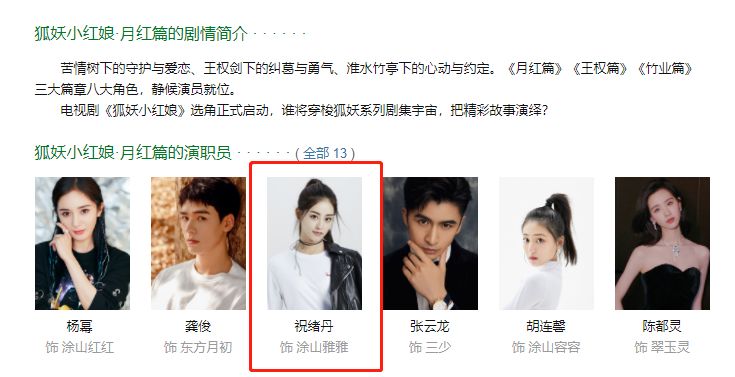 狐妖小红娘·月红篇的剧情简介 · · · · · ·
苦情树下的守护与爱恋、王权剑下的纠葛与勇气、淮水竹亭下的心动与约定。《月红篇》《王权篇》《竹业篇》
三大篇章八大角色，静候演员就位。
电视剧《狐妖小红娘》选角正式启动，谁将穿梭狐妖系列剧集宇宙，把精彩故事演绎？
狐妖小红娘·月红篇的演职员 · · · · · · ( 全部 13 )
杨幂 龚俊 祝绪丹 张云龙 胡连馨 陈都灵
饰 涂山红红 饰 东方月初 饰 涂山雅雅 饰 三少 饰 涂山容容 饰 翠玉灵